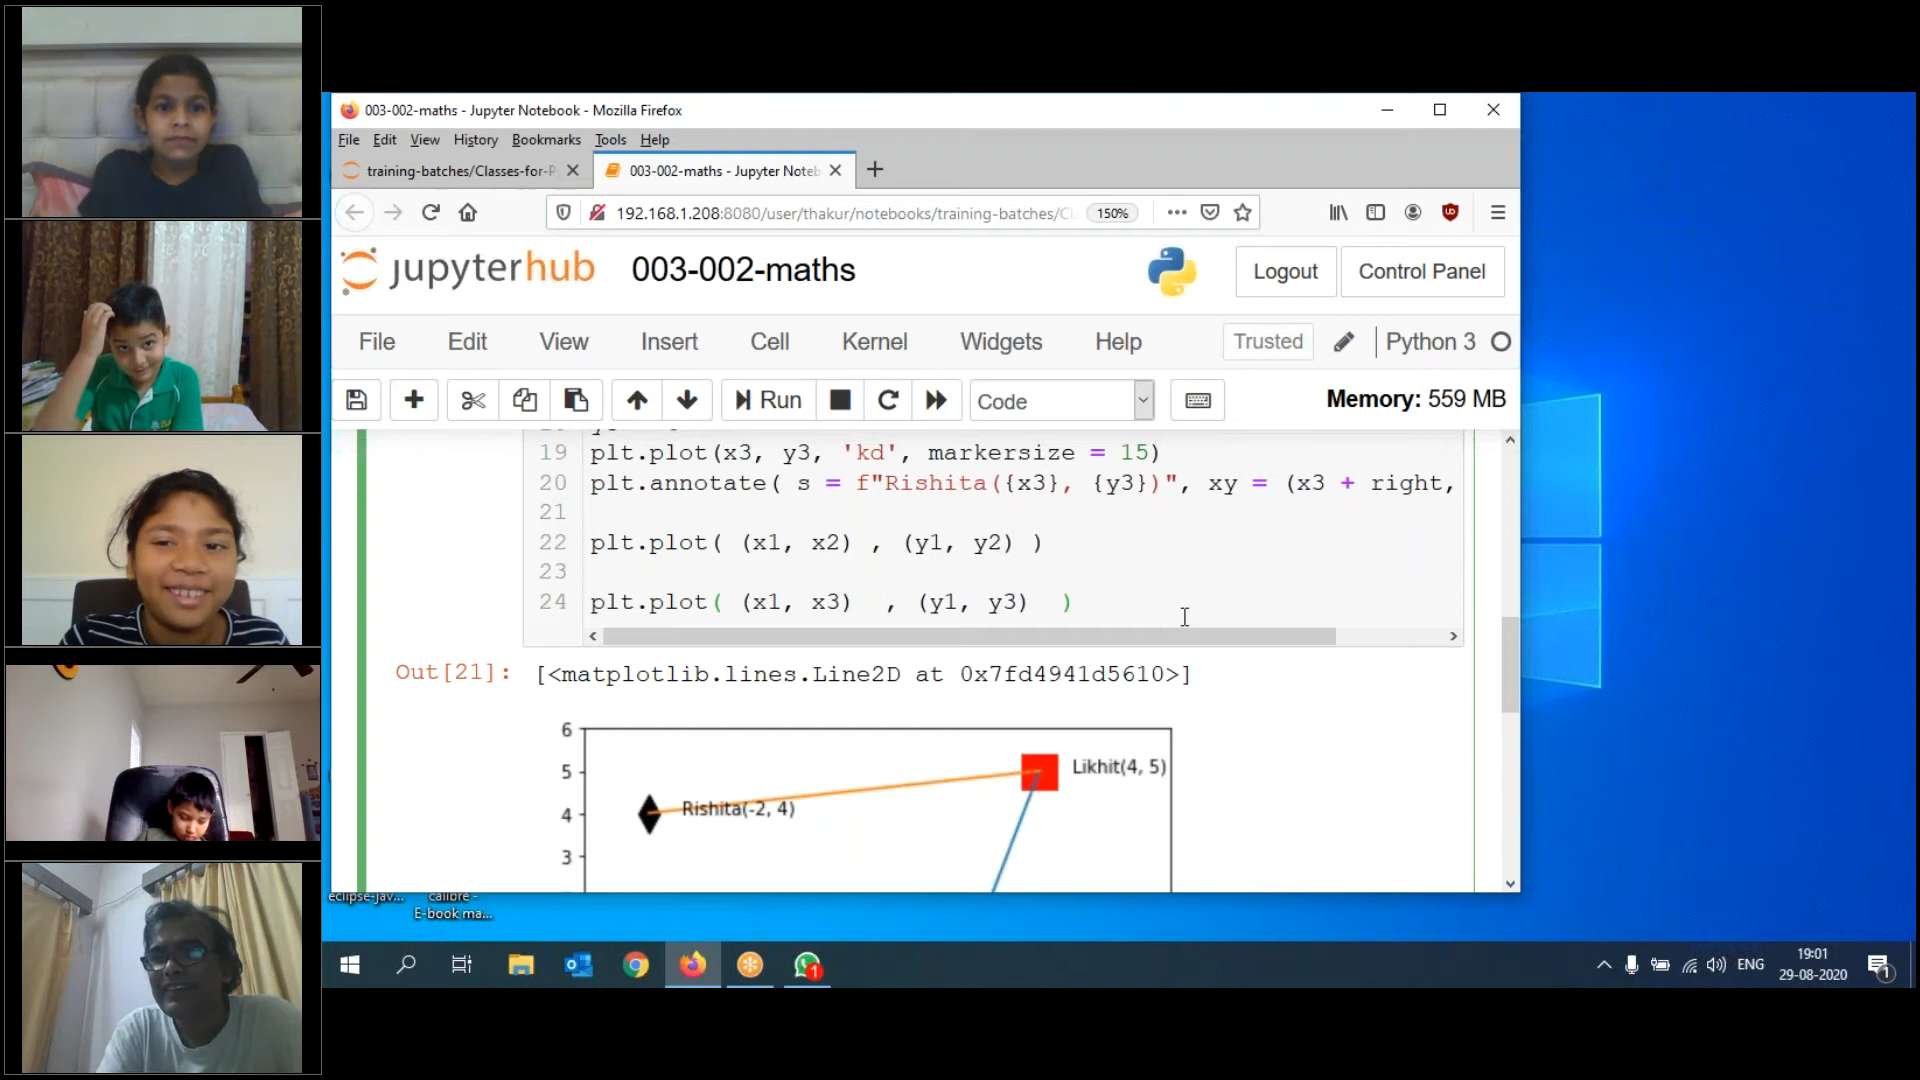 003-002-maths - Jupyter Notebook - Mozilla Firefox
File Edit View History Bookmarks Tools Help
training-batches/Classes-for-P
003-002-maths - Jupyter Noteb
192.168.1.208:8080/user/thakur/notebooks/training-batches/Cl
150%
jupyterhub
003-002-maths
Logout
Control Panel
File Edit View Insert Cell Kernel Widgets Help
Trusted
Python 3
Run
Code
Memory: 559 MB
19 plt.plot(x3, y3, 'kd', markersize = 15)
20 plt.annotate( s = f"Rishita({x3}, {y3})", xy = (x3 + right,
21
22 plt.plot( (x1, x2) , (y1, y2) )
23
24 plt.plot( (x1, x3) , (y1, y3) )
Out[21]: [<matplotlib.lines.Line2D at 0x7fd4941d5610>]
6
5
Likhit(4, 5)
4
Rishita(-2, 4)
3
eclipse-jav...
calibre -
E-book ma...
1
ENG
19:01
29-08-2020
1